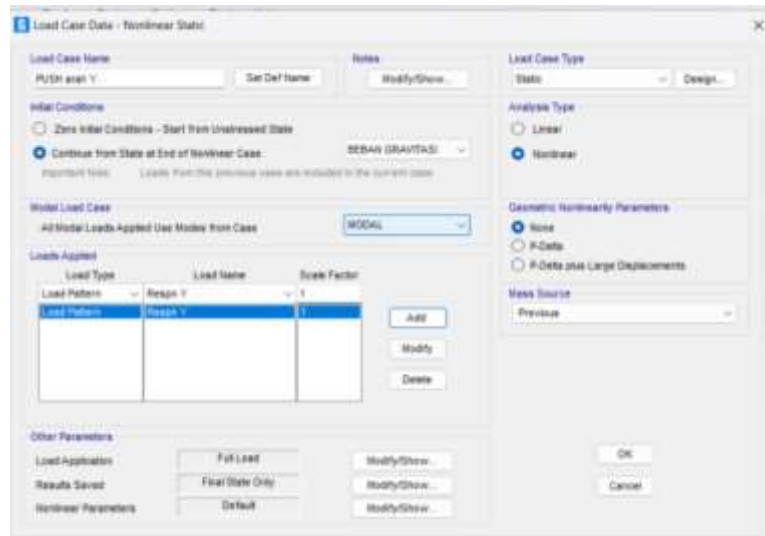 Load Case Data - Nonlinear Static
Load Case Name
PUSH arah Y
Set Def Name
Notes
Modify/Show...
Load Case Type
Static
Design...
Initial Conditions
Zero Initial Conditions - Start from Unstressed State
Continue from State at End of Nonlinear Case
BEBAN GRAVITASI
Important Note: Loads from this previous case are included in the current case
Analysis Type
Linear
Nonlinear
Modal Load Case
All Modal Loads Applied Use Modes from Case
MODAL
Geometric Nonlinearity Parameters
None
P-Delta
P-Delta plus Large Displacements
Loads Applied
Load Type Load Name Scale Factor
Load Pattern Respn Y 1
Load Pattern Respn Y 1
Add
Modify
Delete
Mass Source
Previous
Other Parameters
Load Application Full Load Modify/Show...
Results Saved Final State Only Modify/Show...
Nonlinear Parameters Default Modify/Show...
OK
Cancel